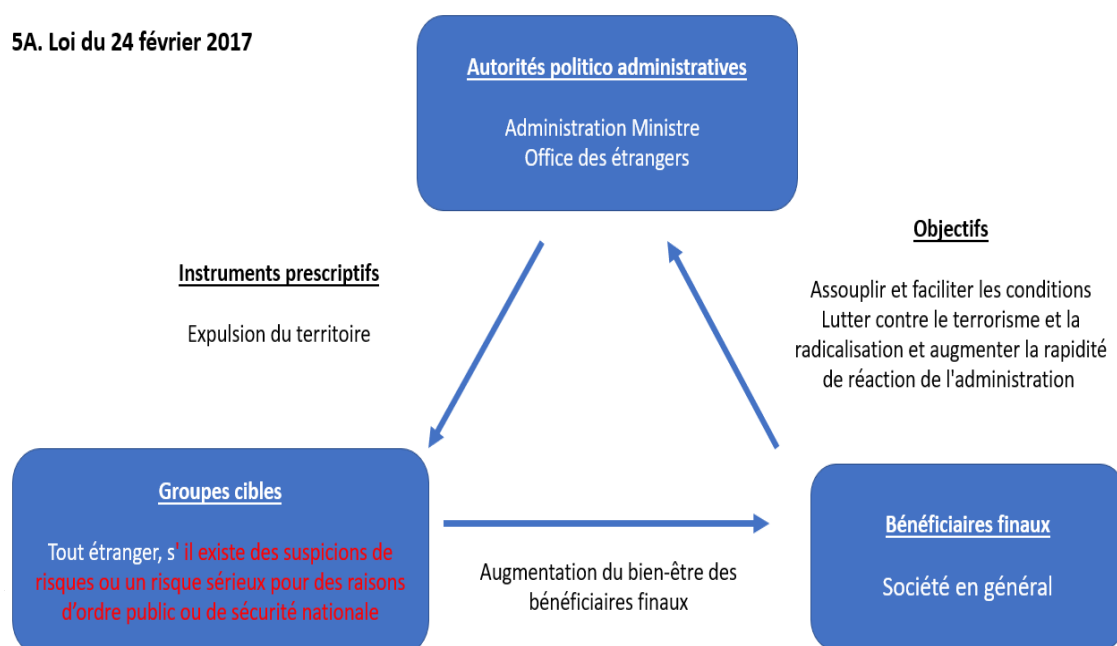 5A. Loi du 24 février 2017
Autorités politico administratives
Administration Ministre
Office des étrangers
Instruments prescriptifs
Expulsion du territoire
Objectifs
Assouplir et faciliter les conditions
Lutter contre le terrorisme et la
radicalisation et augmenter la rapidité
de réaction de l'administration
Groupes cibles
Tout étranger, s' il existe des suspicions de
risques ou un risque sérieux pour des raisons
d’ordre public ou de sécurité nationale
Augmentation du bien-être des
bénéficiaires finaux
Bénéficiaires finaux
Société en général